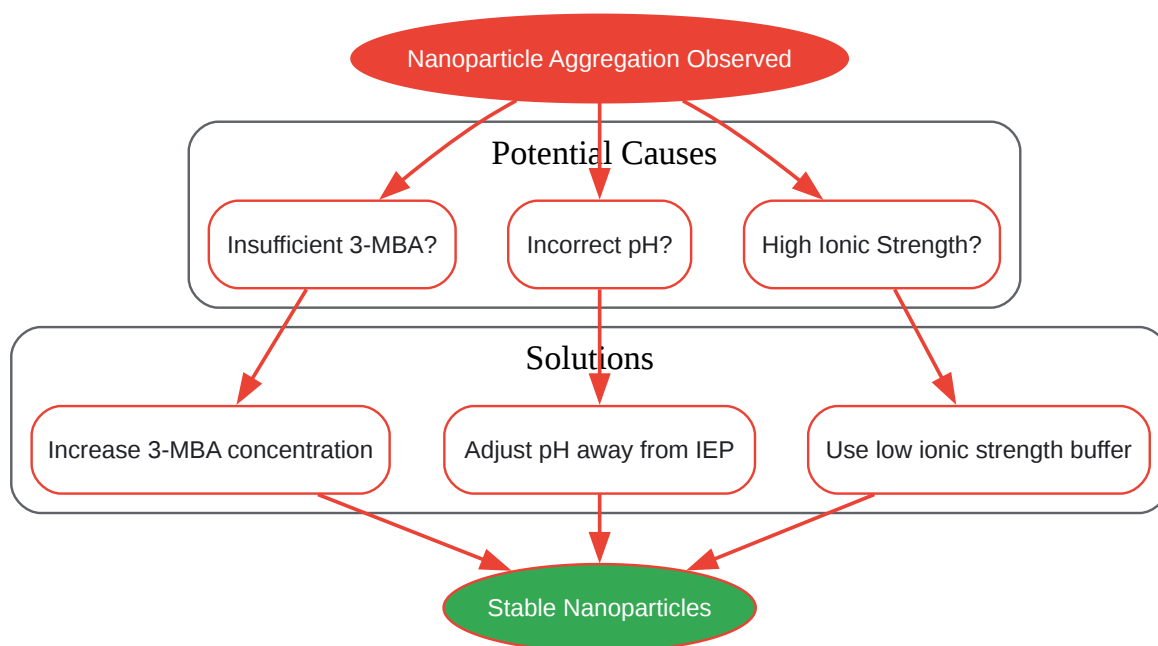 Nanoparticle Aggregation Observed
Potential Causes
Insufficient 3-MBA?
Incorrect pH?
High Ionic Strength?
Solutions
Increase 3-MBA concentration
Adjust pH away from IEP
Use low ionic strength buffer
Stable Nanoparticles